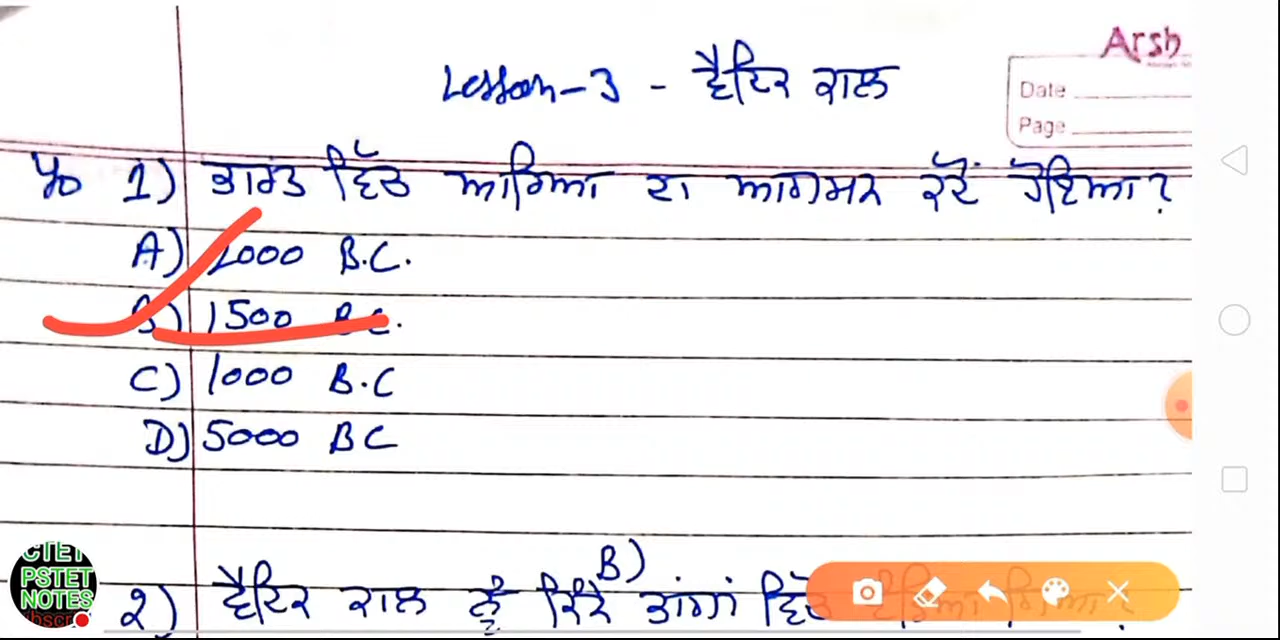 Arsh
Lesson-3 - ਵੈਦਿਕ ਕਾਲ
Date
Page
ਪ੍ਰ 1) ਭਾਰਤ ਵਿੱਚ ਆਰਿਆ ਦਾ ਆਗਮਨ ਕਦੋਂ ਹੋਇਆ?
A) 2000 B.C.
B) 1500 B.C.
C) 1000 B.C
D) 5000 BC
B)
2) ਵੈਦਿਕ ਕਾਲ ਨੂੰ ਕਿੰਨੇ ਭਾਗਾਂ ਵਿੱਚ ਵੰਡਿਆ ਗਿਆ?
CTET
PSTET
NOTES